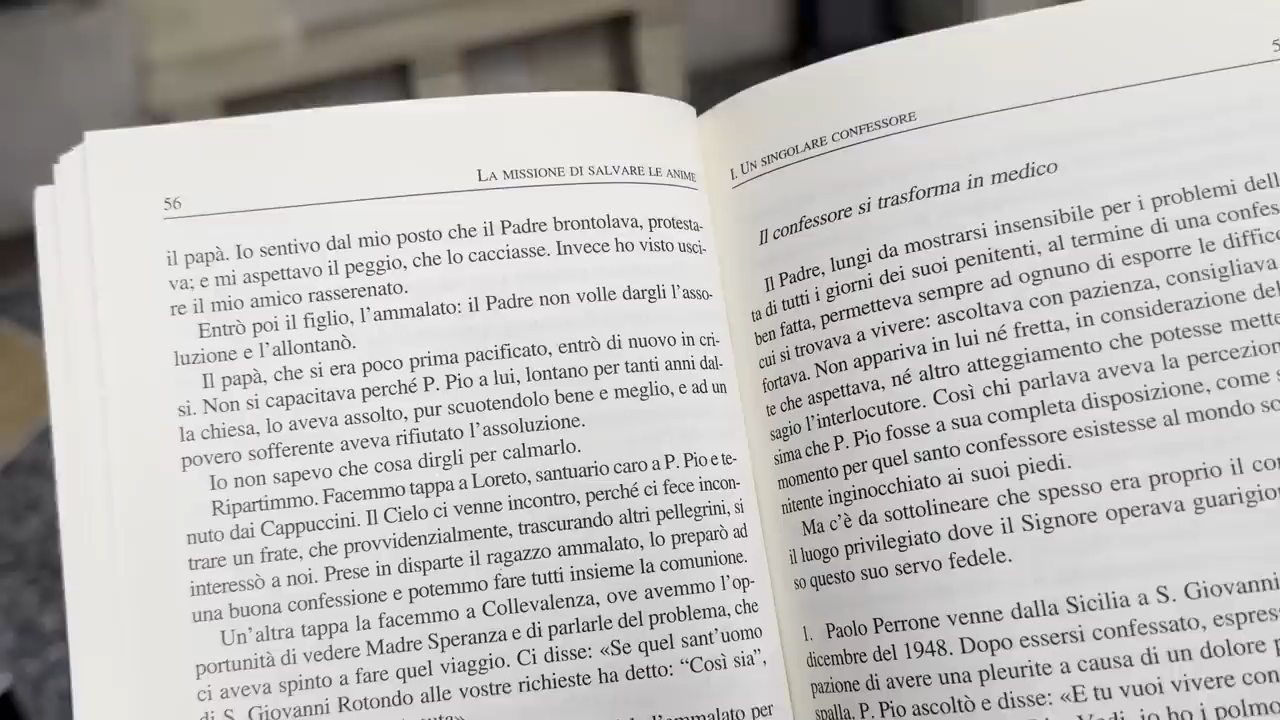 56
LA MISSIONE DI SALVARE LE ANIME
il papà. Io sentivo dal mio posto che il Padre brontolava, protesta-
va; e mi aspettavo il peggio, che lo cacciasse. Invece ho visto usci-
re il mio amico rasserenato.
Entrò poi il figlio, l'ammalato: il Padre non volle dargli l'asso-
luzione e l'allontanò.
Il papà, che si era poco prima pacificato, entrò di nuovo in cri-
si. Non si capacitava perché P. Pio a lui, lontano per tanti anni dal-
la chiesa, lo aveva assolto, pur scuotendolo bene e meglio, e ad un
povero sofferente aveva rifiutato l'assoluzione.
Io non sapevo che cosa dirgli per calmarlo.
Ripartimmo. Facemmo tappa a Loreto, santuario caro a P. Pio e te-
nuto dai Cappuccini. Il Cielo ci venne incontro, perché ci fece incon-
trare un frate, che provvidenzialmente, trascurando altri pellegrini, si
interessò a noi. Prese in disparte il ragazzo ammalato, lo preparò ad
una buona confessione e potemmo fare tutti insieme la comunione.
Un'altra tappa la facemmo a Collevalenza, ove avemmo l'op-
portunità di vedere Madre Speranza e di parlarle del problema, che
ci aveva spinto a fare quel viaggio. Ci disse: «Se quel sant'uomo
di S. Giovanni Rotondo alle vostre richieste ha detto: “Così sia”,
l'ammalato per
I. UN SINGOLARE CONFESSORE
Il confessore si trasforma in medico
Il Padre, lungi da mostrarsi insensibile per i problemi dell
ta di tutti i giorni dei suoi penitenti, al termine di una confes
ben fatta, permetteva sempre ad ognuno di esporre le diffic
cui si trovava a vivere: ascoltava con pazienza, consigliava
fortava. Non appariva in lui né fretta, in considerazione del
te che aspettava, né altro atteggiamento che potesse mette
sagio l'interlocutore. Così chi parlava aveva la percezion
sima che P. Pio fosse a sua completa disposizione, come s
momento per quel santo confessore esistesse al mondo so
nitente inginocchiato ai suoi piedi.
Ma c'è da sottolineare che spesso era proprio il con
il luogo privilegiato dove il Signore operava guarigion
so questo suo servo fedele.
1. Paolo Perrone venne dalla Sicilia a S. Giovanni
dicembre del 1948. Dopo essersi confessato, espres
pazione di avere una pleurite a causa di un dolore p
spalla. P. Pio ascoltò e disse: «E tu vuoi vivere con
Vedi, io ho i polmo